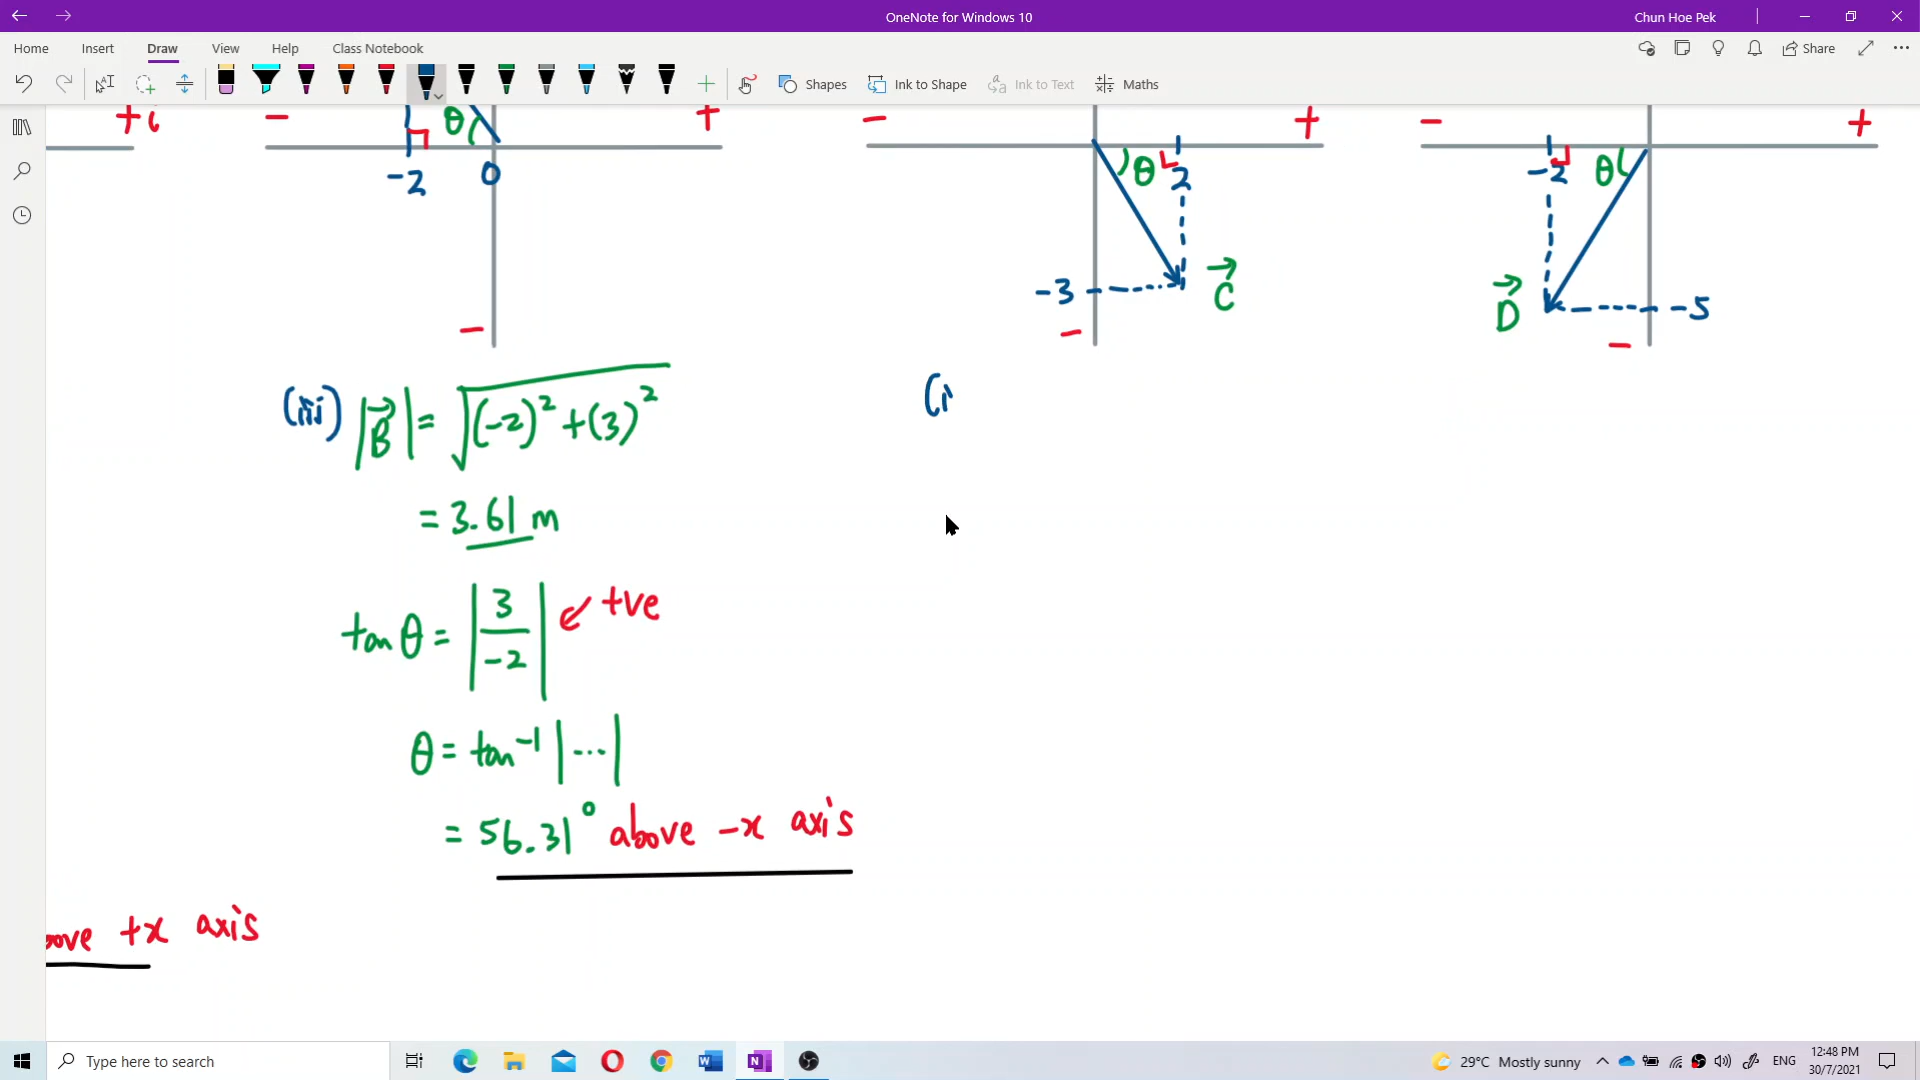 OneNote for Windows 10
Chun Hoe Pek
Home Insert Draw View Help Class Notebook
Share
Shapes Ink to Shape Ink to Text Maths
+i − θ + − + − +
-2 0
θ 2
-2 θ
-3 C⃗
D⃗ -5
− − −
(iii) |B⃗| = √(-2)² + (3)²
(i
= 3.61 m
tan θ = |3/-2| ↙ +ve
θ = tan⁻¹ |...|
= 56.31° above -x axis
ove +x axis
Type here to search
29°C Mostly sunny
ENG
12:48 PM
30/7/2021